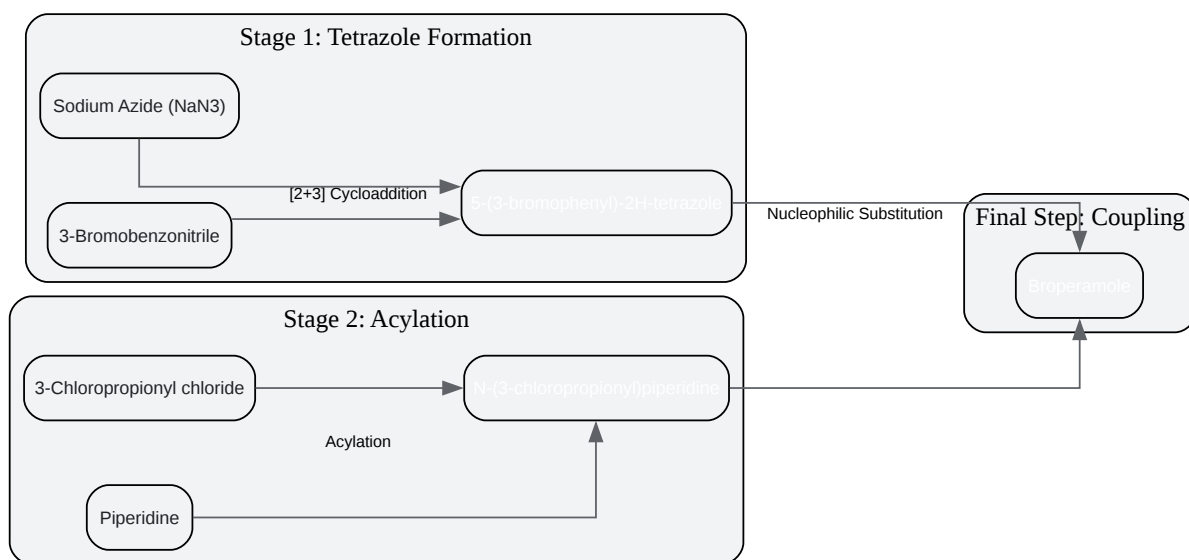 Stage 1: Tetrazole Formation
Sodium Azide (NaN3)
[2+3] Cycloaddition
5-(3-bromophenyl)-2H-tetrazole
3-Bromobenzonitrile
Nucleophilic Substitution
Final Step: Coupling
Broperamole
Stage 2: Acylation
3-Chloropropionyl chloride
N-(3-chloropropionyl)piperidine
Acylation
Piperidine